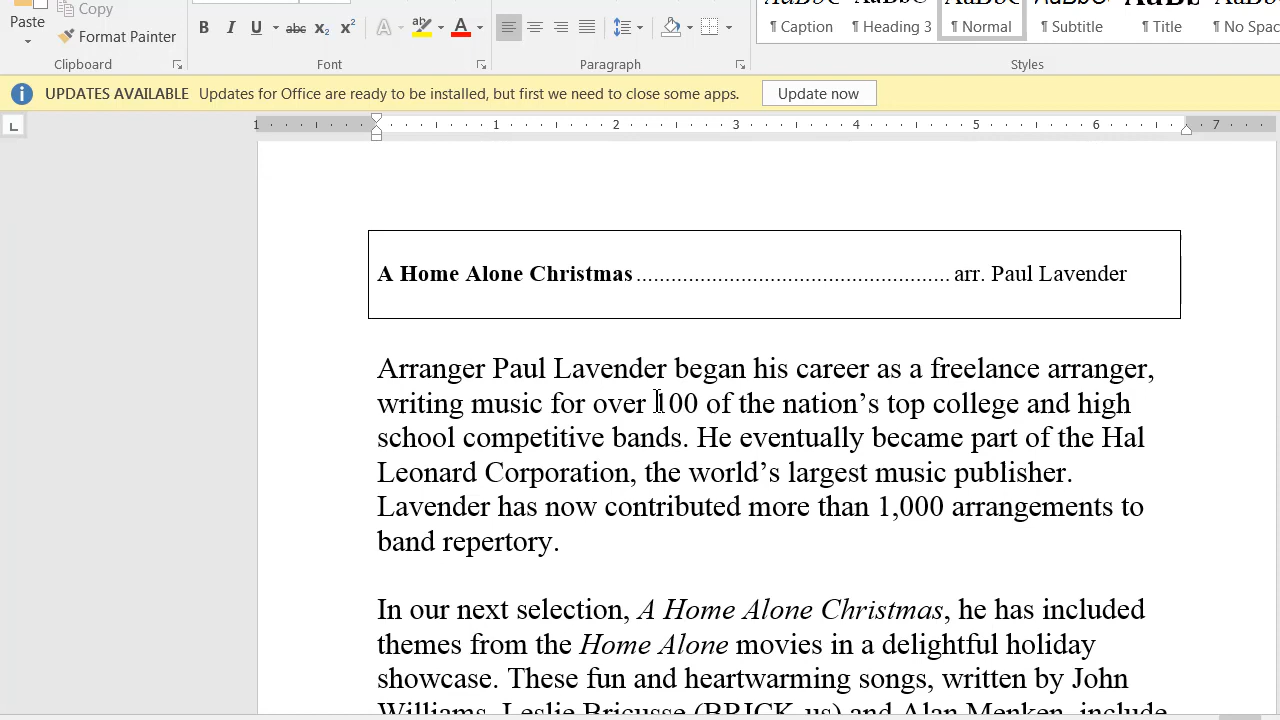 Paste
Copy
Format Painter
B I U abc x₂ x² A ab A
Clipboard
Font
Paragraph
Styles
¶ Caption
¶ Heading 3
¶ Normal
¶ Subtitle
¶ Title
¶ No Spac
UPDATES AVAILABLE Updates for Office are ready to be installed, but first we need to close some apps. Update now
1 1 2 3 4 5 6 7
A Home Alone Christmas...................................................... arr. Paul Lavender
Arranger Paul Lavender began his career as a freelance arranger,
writing music for over 100 of the nation’s top college and high
school competitive bands. He eventually became part of the Hal
Leonard Corporation, the world’s largest music publisher.
Lavender has now contributed more than 1,000 arrangements to
band repertory.
In our next selection, A Home Alone Christmas, he has included
themes from the Home Alone movies in a delightful holiday
showcase. These fun and heartwarming songs, written by John
Williams, Leslie Bricusse (BRICK-us) and Alan Menken, include